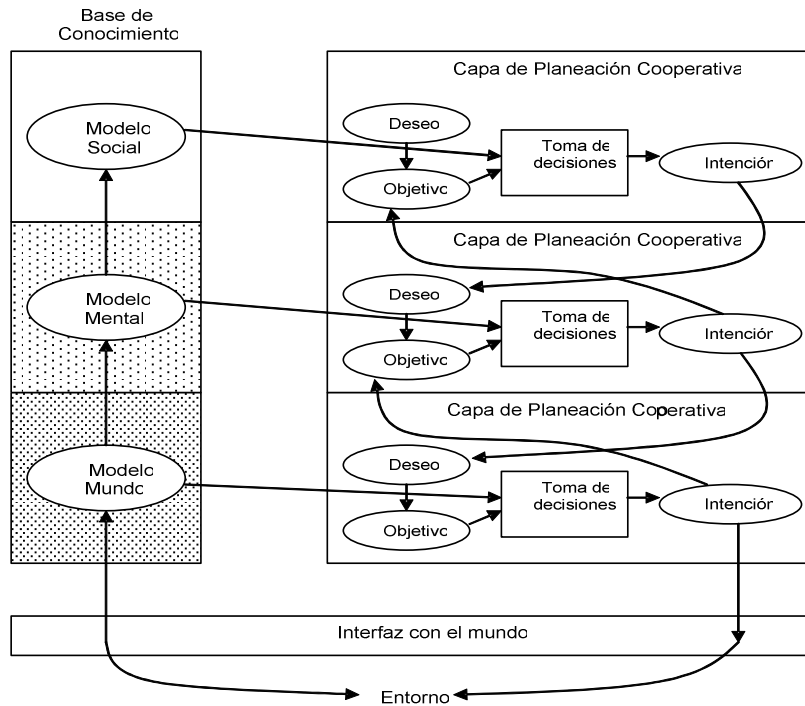 Base de
Conocimiento
Modelo
Social
Modelo
Mental
Modelo
Mundo
Capa de Planeación Cooperativa
Deseo
Objetivo
Toma de
decisiones
Intención
Capa de Planeación Cooperativa
Deseo
Objetivo
Toma de
decisiones
Intención
Capa de Planeación Cooperativa
Deseo
Objetivo
Toma de
decisiones
Intención
Interfaz con el mundo
Entorno